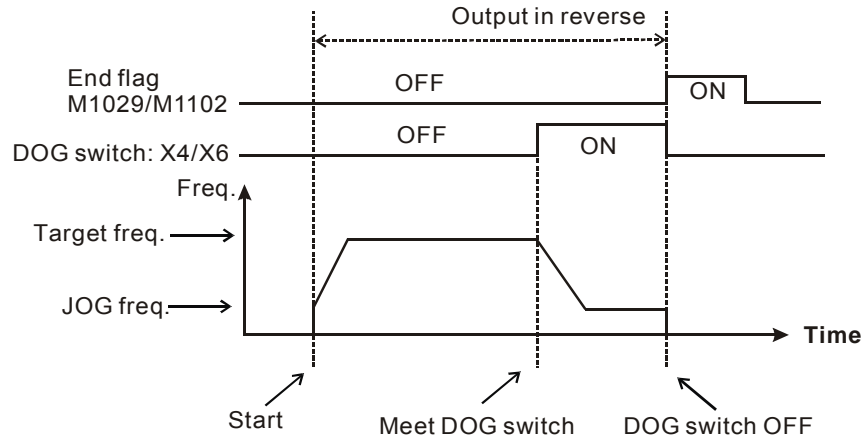 Output in reverse
End flag
M1029/M1102
OFF
ON
DOG switch: X4/X6
OFF
ON
Freq.
Target freq.
JOG freq.
Time
Start
Meet DOG switch
DOG switch OFF